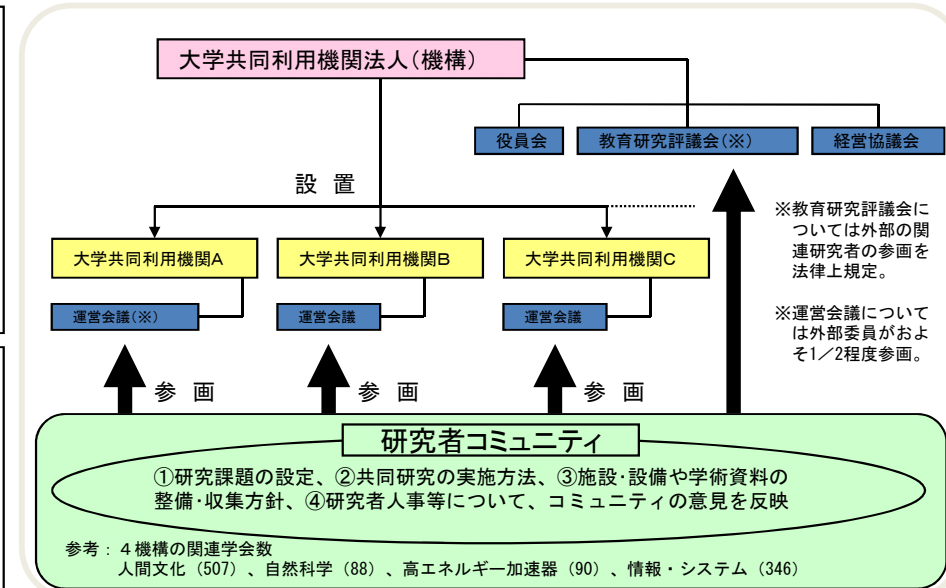 大学共同利用機関法人(機構)
役員会
教育研究評議会(※)
経営協議会
設 置
※教育研究評議会に
ついては外部の関
連研究者の参画を
法律上規定。
大学共同利用機関A
大学共同利用機関B
大学共同利用機関C
運営会議(※)
運営会議
運営会議
※運営会議について
は外部委員がおよ
そ1/2程度参画。
参 画
参 画
参 画
研究者コミュニティ
①研究課題の設定、②共同研究の実施方法、③施設・設備や学術資料の
整備・収集方針、④研究者人事等について、コミュニティの意見を反映
参考：４機構の関連学会数
人間文化（507）、自然科学（88）、高エネルギー加速器（90）、情報・システム（346）